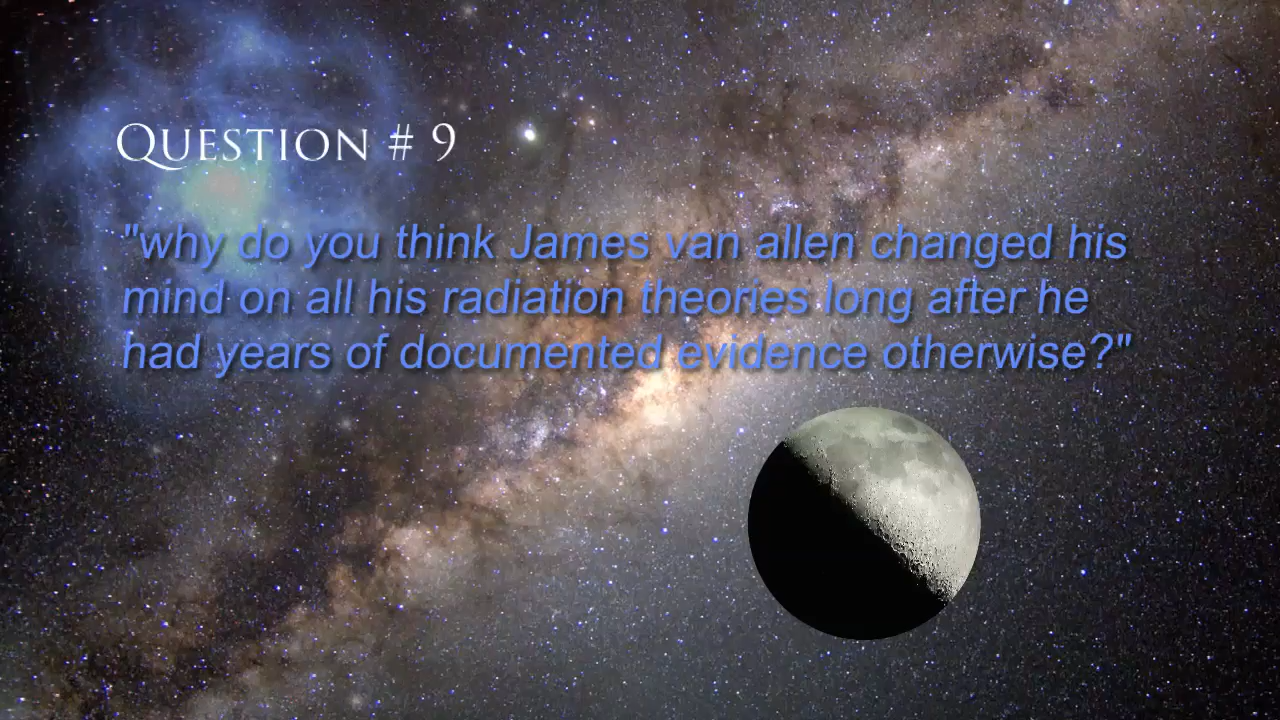 Question # 9
"why do you think James van allen changed his
mind on all his radiation theories long after he
had years of documented evidence otherwise?"